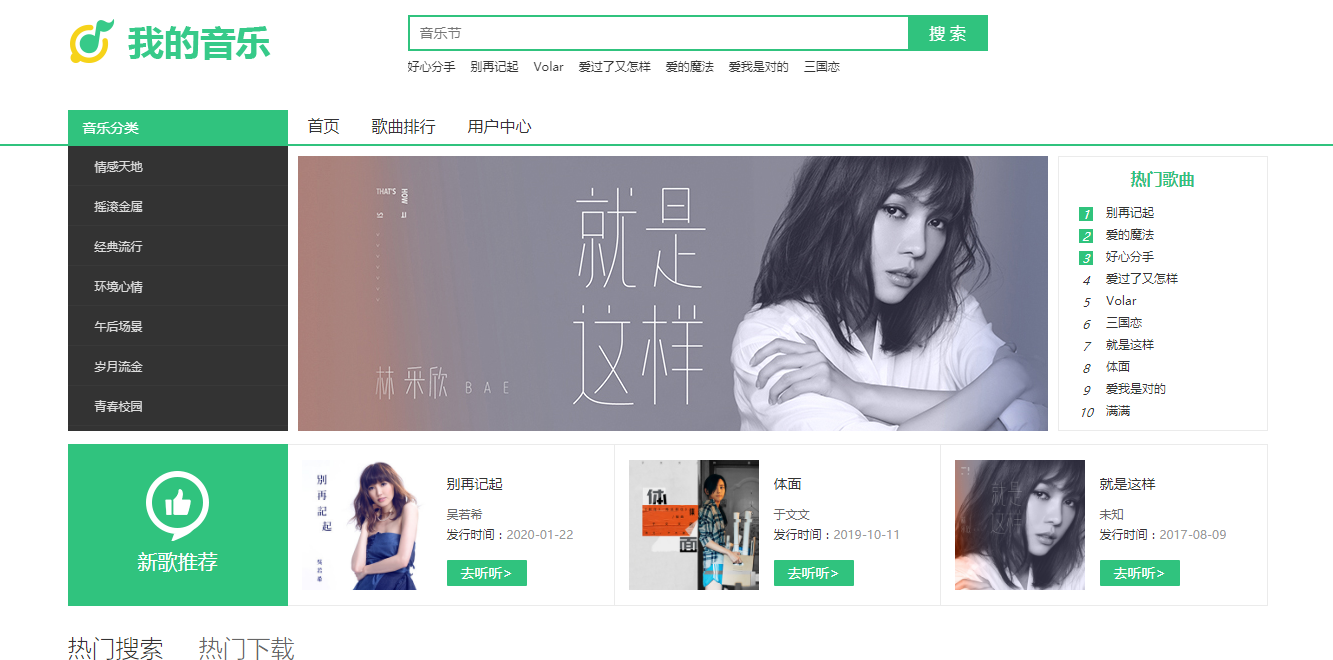 我的音乐
音乐节
搜 索
好心分手 别再记起 Volar 爱过了又怎样 爱的魔法 爱我是对的 三国恋
音乐分类
首页 歌曲排行 用户中心
情感天地
摇滚金属
经典流行
环境心情
午后场景
岁月流金
青春校园
THAT'S
HOW
就是
这样
林采欣 BAE
热门歌曲
1 别再记起
2 爱的魔法
3 好心分手
4 爱过了又怎样
5 Volar
6 三国恋
7 就是这样
8 体面
9 爱我是对的
10 满满
新歌推荐
别再記起
别再记起
吴若希
发行时间：2020-01-22
去听听>
体
面
体面
于文文
发行时间：2019-10-11
去听听>
就是
这样
就是这样
未知
发行时间：2017-08-09
去听听>
热门搜索 热门下载